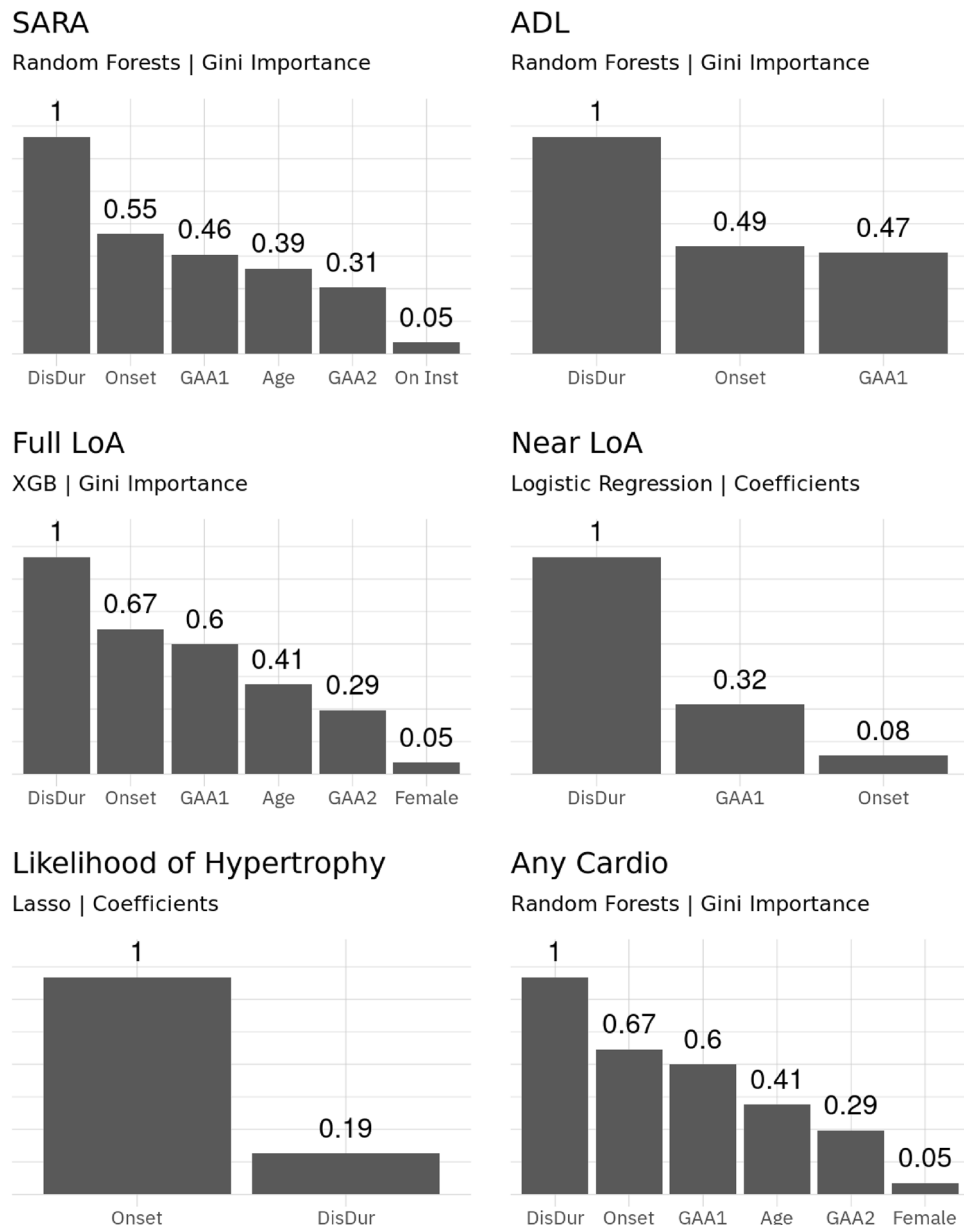 SARA
Random Forests | Gini Importance
1
0.55
0.46
0.39
0.31
0.05
DisDur Onset GAA1 Age GAA2 On Inst
ADL
Random Forests | Gini Importance
1
0.49
0.47
DisDur Onset GAA1
Full LoA
XGB | Gini Importance
1
0.67
0.6
0.41
0.29
0.05
DisDur Onset GAA1 Age GAA2 Female
Near LoA
Logistic Regression | Coefficients
1
0.32
0.08
DisDur GAA1 Onset
Likelihood of Hypertrophy
Lasso | Coefficients
1
0.19
Onset DisDur
Any Cardio
Random Forests | Gini Importance
1
0.67
0.6
0.41
0.29
0.05
DisDur Onset GAA1 Age GAA2 Female